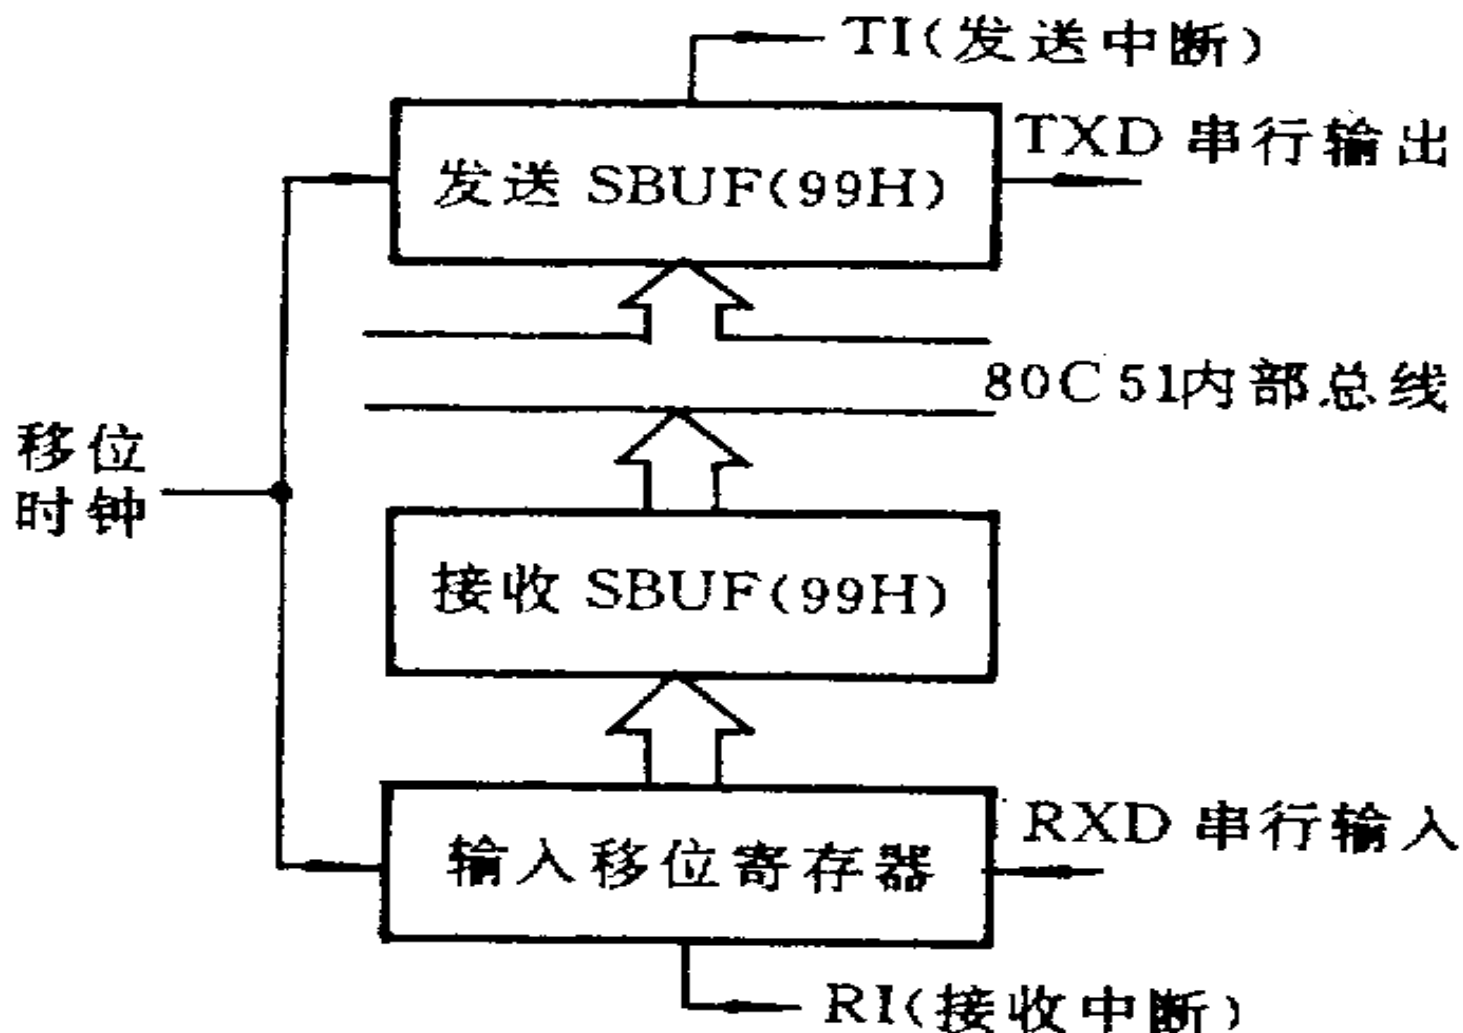 TI(发送中断)
TXD 串行输出
发送 SBUF(99H)
80C51内部总线
移位
时钟
接收 SBUF(99H)
RXD 串行输入
输入移位寄存器
RI(接收中断)